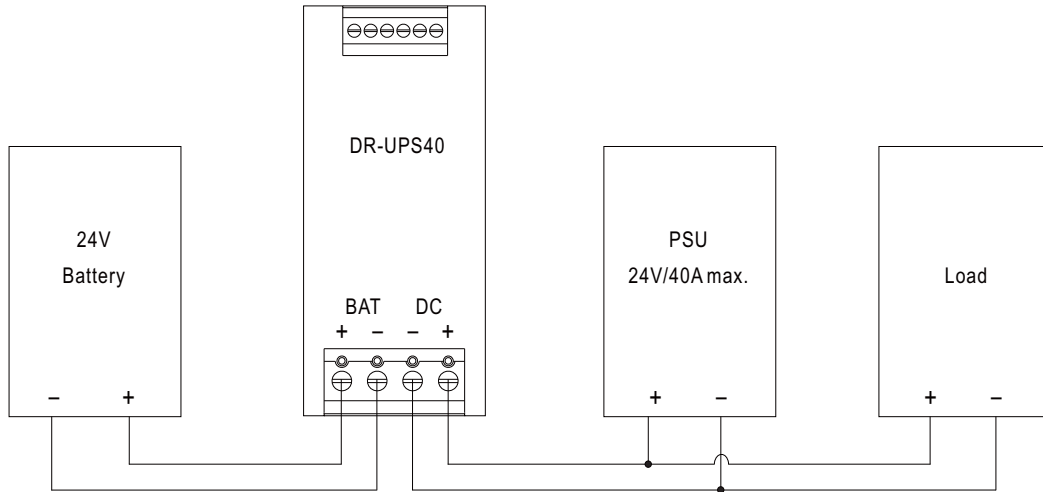 DR-UPS40
24V
Battery
PSU
24V/40A max.
Load
BAT DC
+ − − +
− +
+ −
+ −